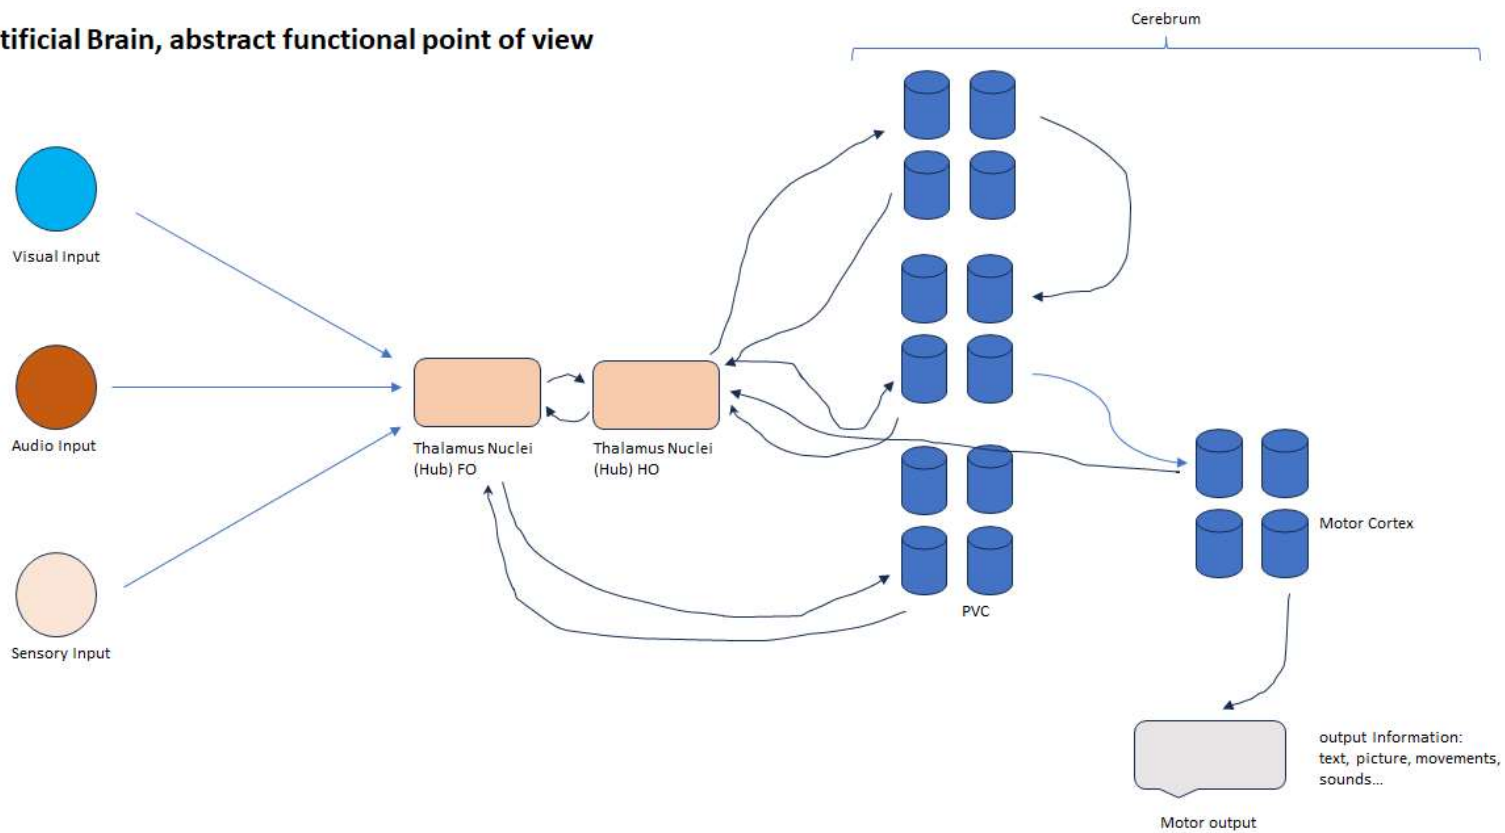 tificial Brain, abstract functional point of view
Cerebrum
Visual Input
Audio Input
Sensory Input
Thalamus Nuclei
(Hub) FO
Thalamus Nuclei
(Hub) HO
PVC
Motor Cortex
output Information:
text, picture, movements,
sounds...
Motor output